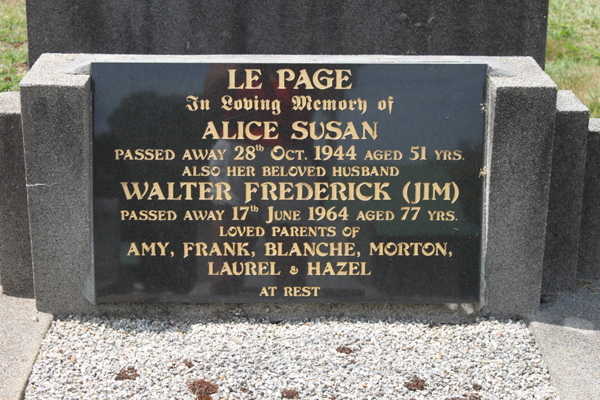 LE PAGE
In Loving Memory of
ALICE SUSAN
PASSED AWAY 28th OCT. 1944 AGED 51 YRS.
ALSO HER BELOVED HUSBAND
WALTER FREDERICK (JIM)
PASSED AWAY 17th JUNE 1964 AGED 77 YRS.
LOVED PARENTS OF
AMY, FRANK, BLANCHE, MORTON,
LAUREL & HAZEL
AT REST